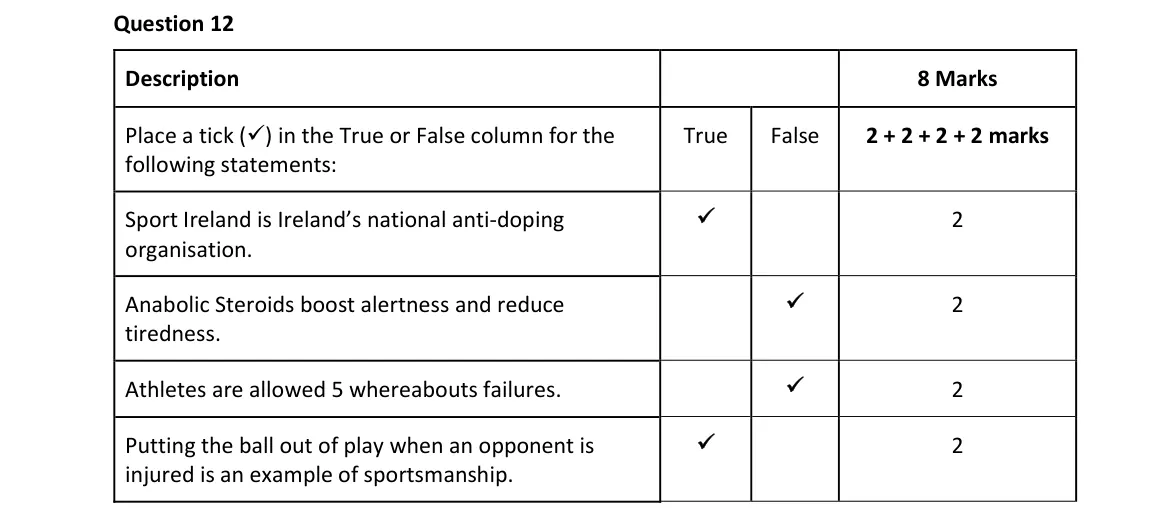 Question 12
Description 8 Marks
Place a tick (✓) in the True or False column for the True False 2 + 2 + 2 + 2 marks
following statements:
Sport Ireland is Ireland’s national anti-doping ✓ 2
organisation.
Anabolic Steroids boost alertness and reduce ✓ 2
tiredness.
Athletes are allowed 5 whereabouts failures. ✓ 2
Putting the ball out of play when an opponent is ✓ 2
injured is an example of sportsmanship.